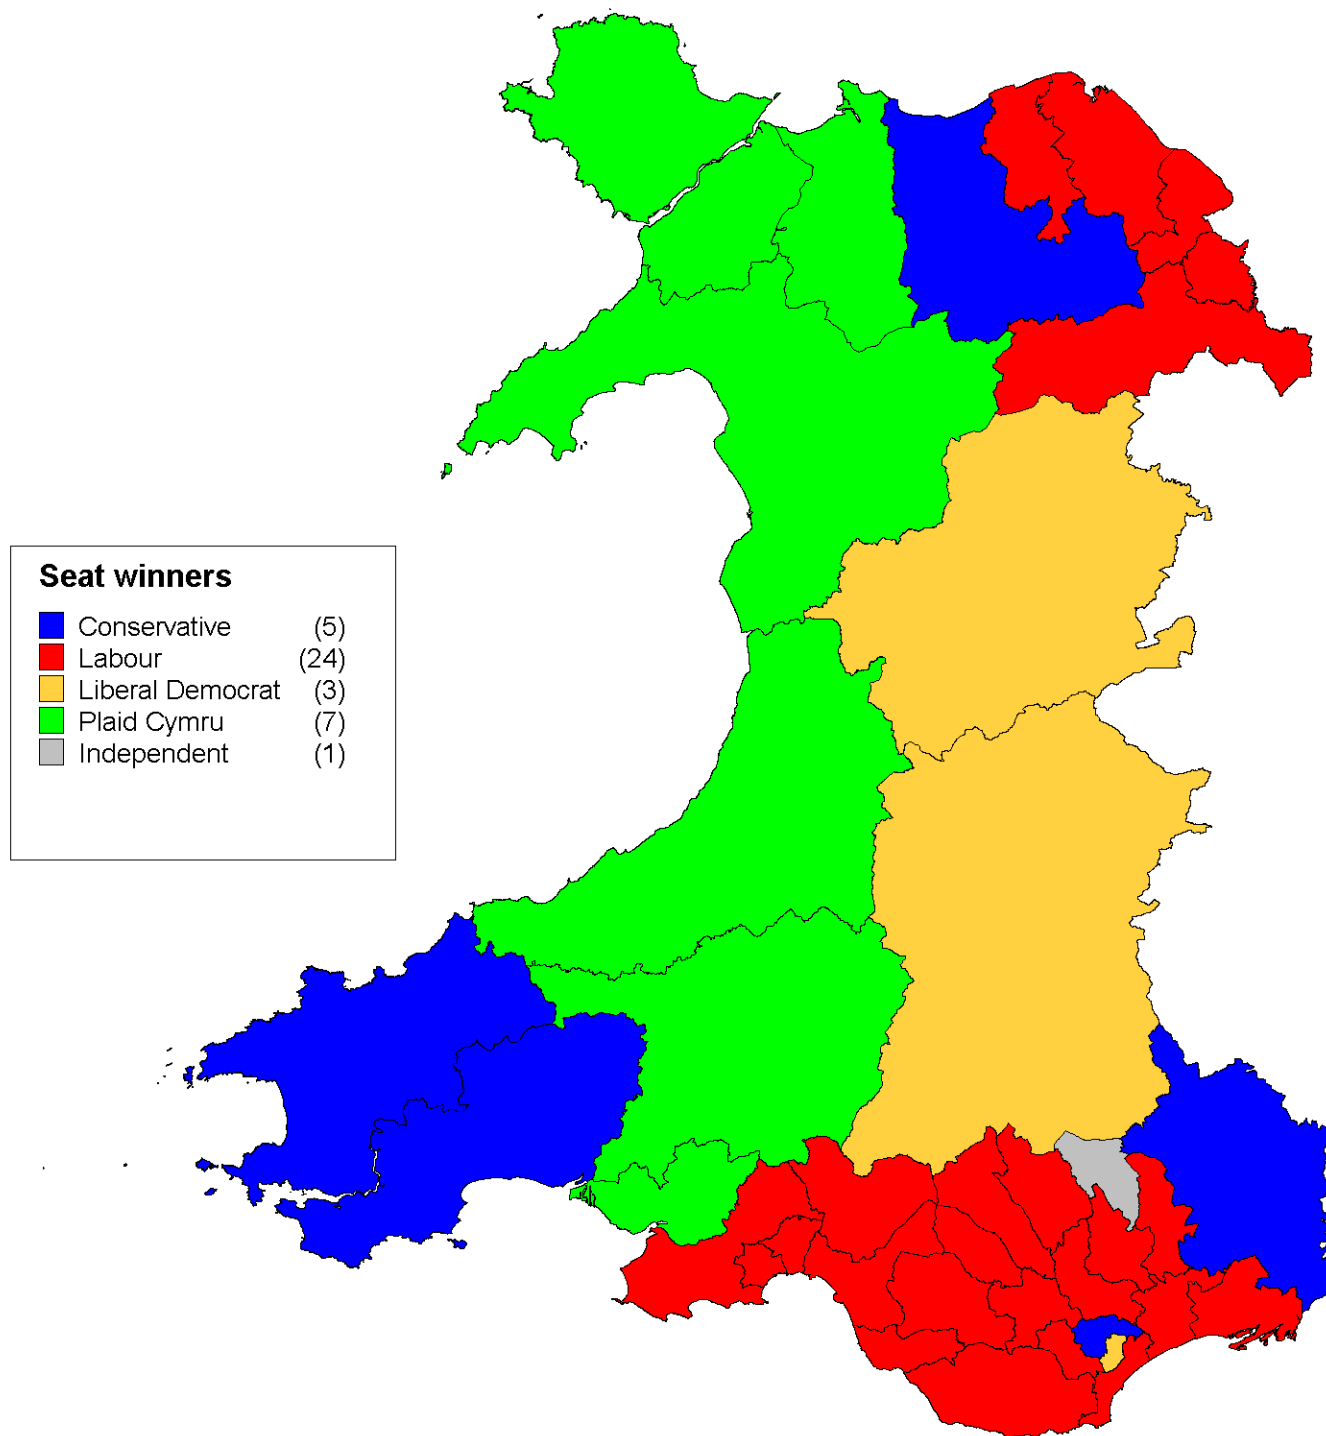 Seat winners
Conservative (5)
Labour (24)
Liberal Democrat (3)
Plaid Cymru (7)
Independent (1)